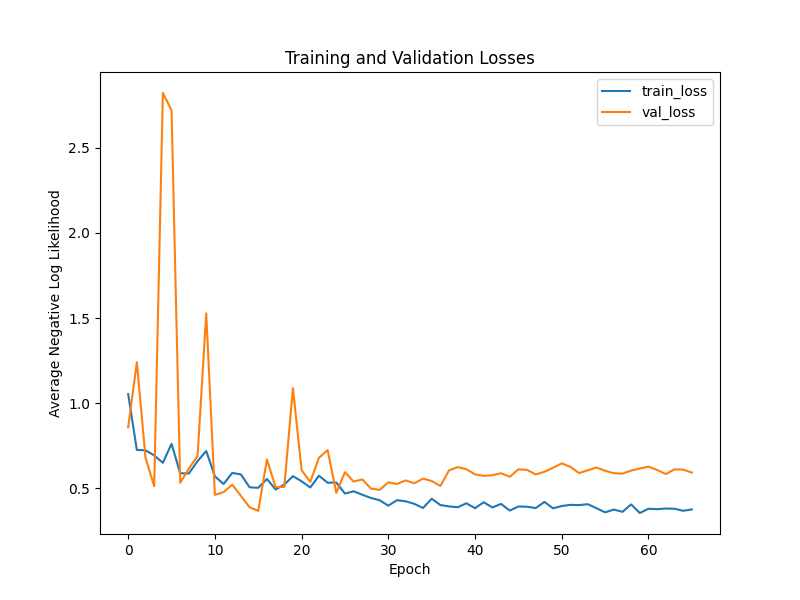 Training and Validation Losses
train_loss
val_loss
Average Negative Log Likelihood
2.5
2.0
1.5
1.0
0.5
0 10 20 30 40 50 60
Epoch